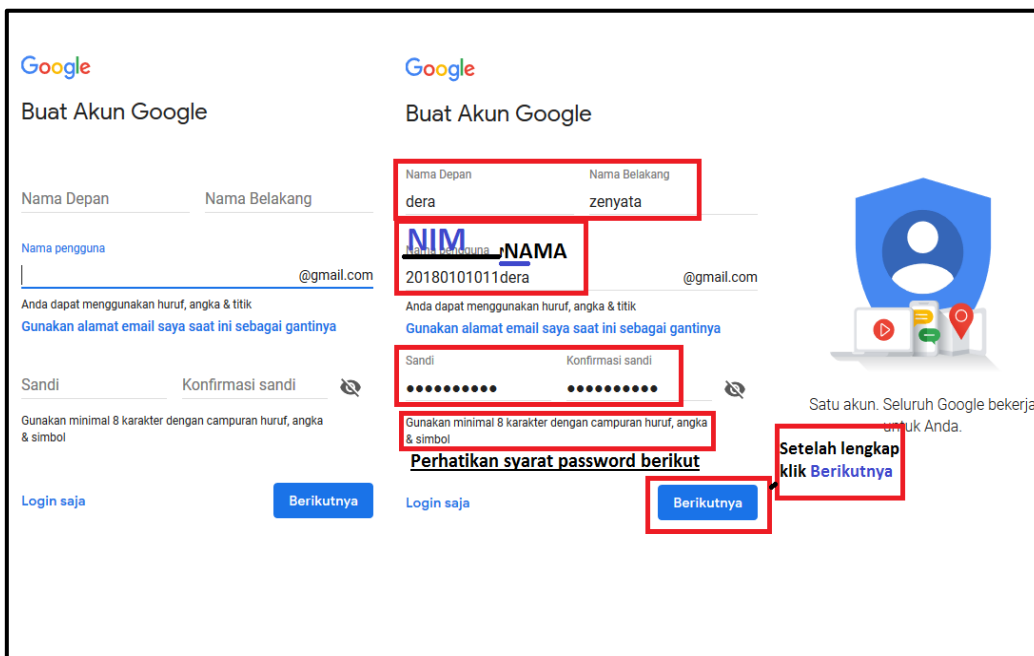 Google
Buat Akun Google
Nama Depan Nama Belakang
Nama pengguna
@gmail.com
Anda dapat menggunakan huruf, angka & titik
Gunakan alamat email saya saat ini sebagai gantinya
Sandi Konfirmasi sandi
Gunakan minimal 8 karakter dengan campuran huruf, angka
& simbol
Login saja Berikutnya
Google
Buat Akun Google
Nama Depan Nama Belakang
dera zenyata
NIM NAMA
Nama pengguna
20180101011dera @gmail.com
Anda dapat menggunakan huruf, angka & titik
Gunakan alamat email saya saat ini sebagai gantinya
Sandi Konfirmasi sandi
•••••••••• ••••••••••
Gunakan minimal 8 karakter dengan campuran huruf, angka
& simbol
Perhatikan syarat password berikut
Login saja Berikutnya
Satu akun. Seluruh Google bekerja
untuk Anda.
Setelah lengkap
klik Berikutnya